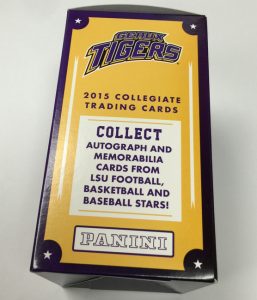 GEAUX
TIGERS
2015 COLLEGIATE
TRADING CARDS
COLLECT
AUTOGRAPH AND
MEMORABILIA
CARDS FROM
LSU FOOTBALL,
BASKETBALL AND
BASEBALL STARS!
PANINI